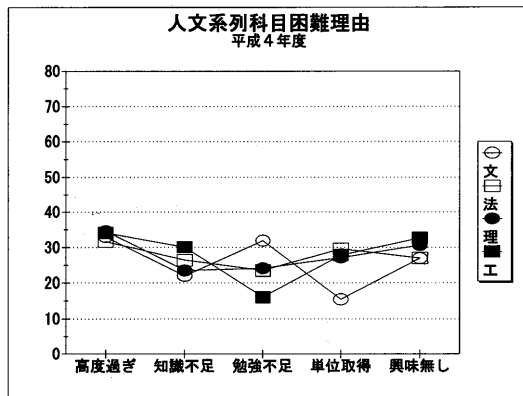 人文系列科目困難理由
平成4年度
80
70
60
50
40
30
20
10
0
高度過ぎ 知識不足 勉強不足 単位取得 興味無し
文
法
理
工